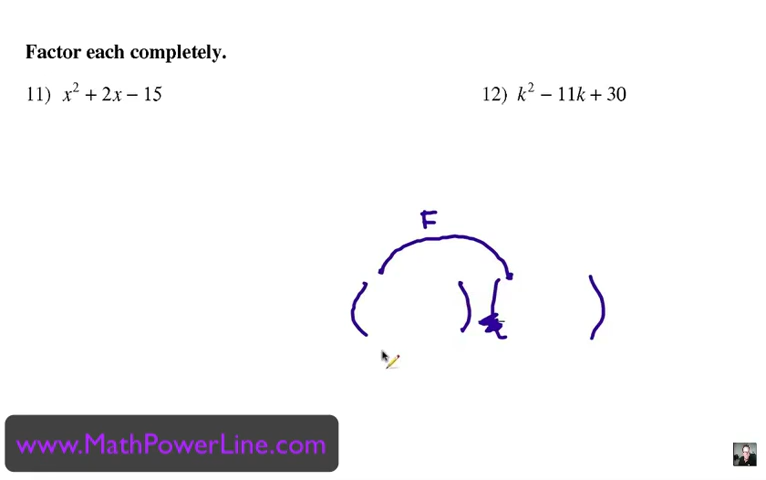 Factor each completely.
11) x² + 2x − 15
12) k² − 11k + 30
F
( ) ( )
www.MathPowerLine.com